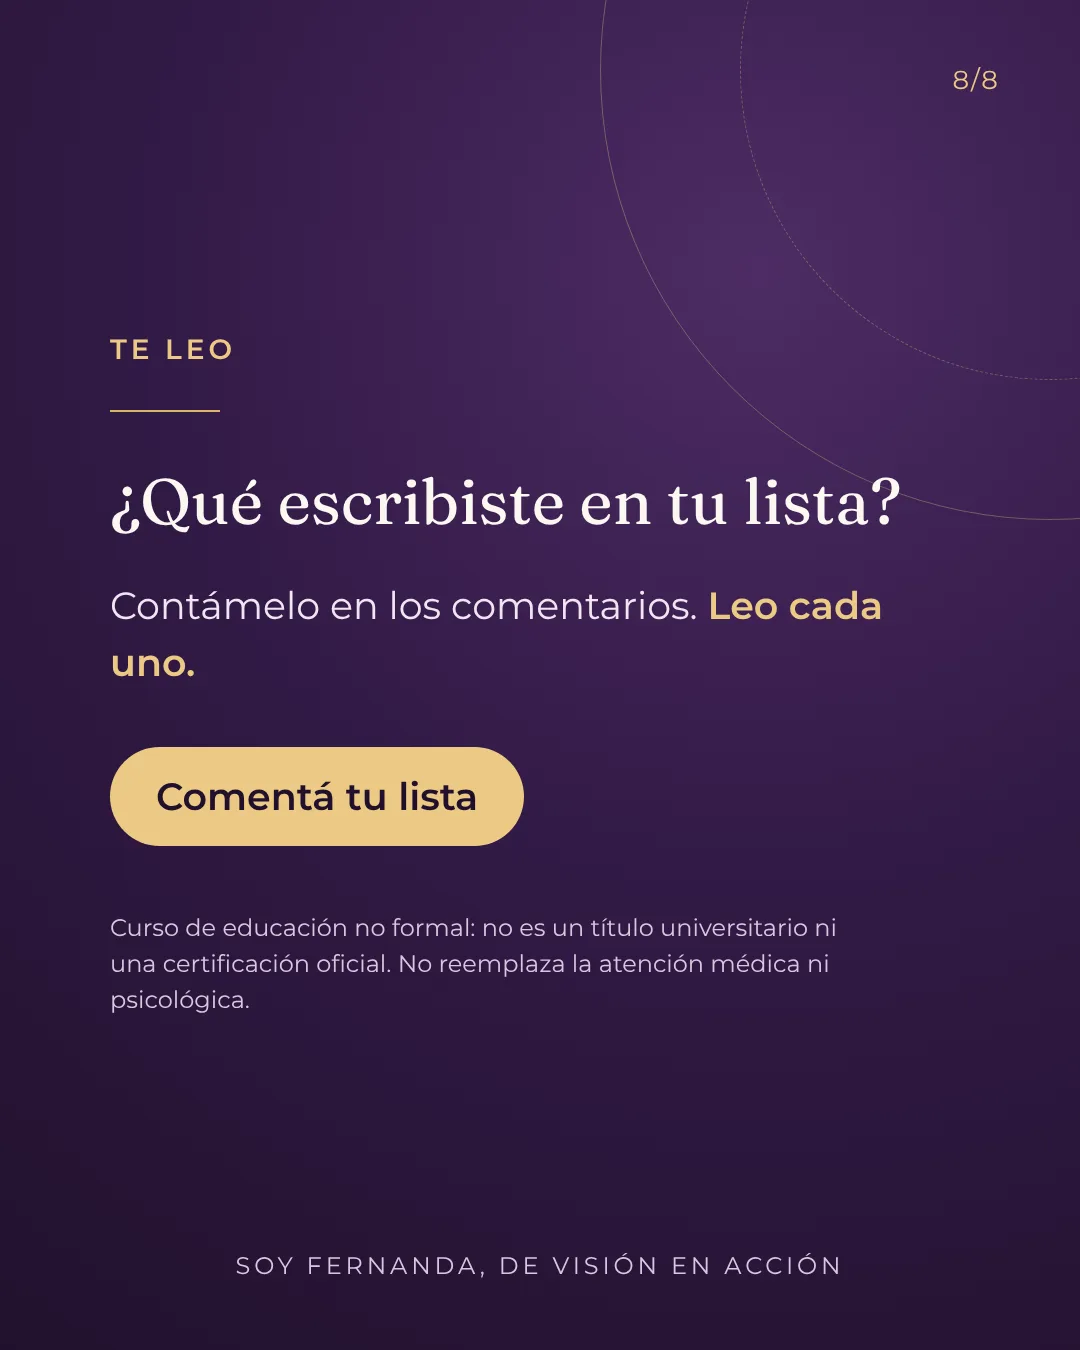 8/8
TE LEO
¿Qué escribiste en tu lista?
Contámelo en los comentarios. Leo cada
uno.
Comentá tu lista
Curso de educación no formal: no es un título universitario ni
una certificación oficial. No reemplaza la atención médica ni
psicológica.
SOY FERNANDA, DE VISIÓN EN ACCIÓN